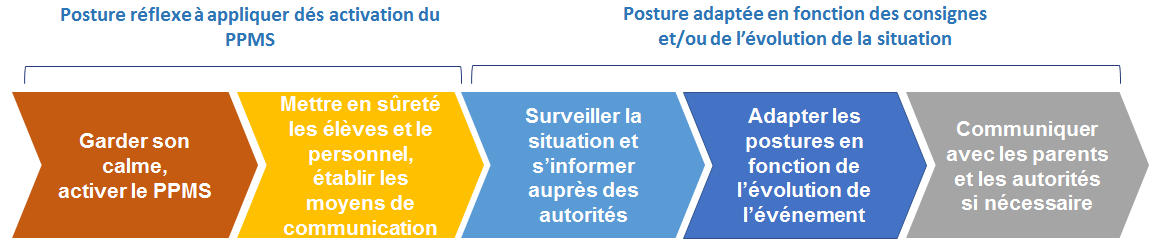 Posture réflexe à appliquer dés activation du
PPMS
Posture adaptée en fonction des consignes
et/ou de l’évolution de la situation
Garder son
calme,
activer le PPMS
Mettre en sûreté
les élèves et le
personnel,
établir les
moyens de
communication
Surveiller la
situation et
s’informer
auprès des
autorités
Adapter les
postures en
fonction de
l’évolution de
l’événement
Communiquer
avec les parents
et les autorités
si nécessaire